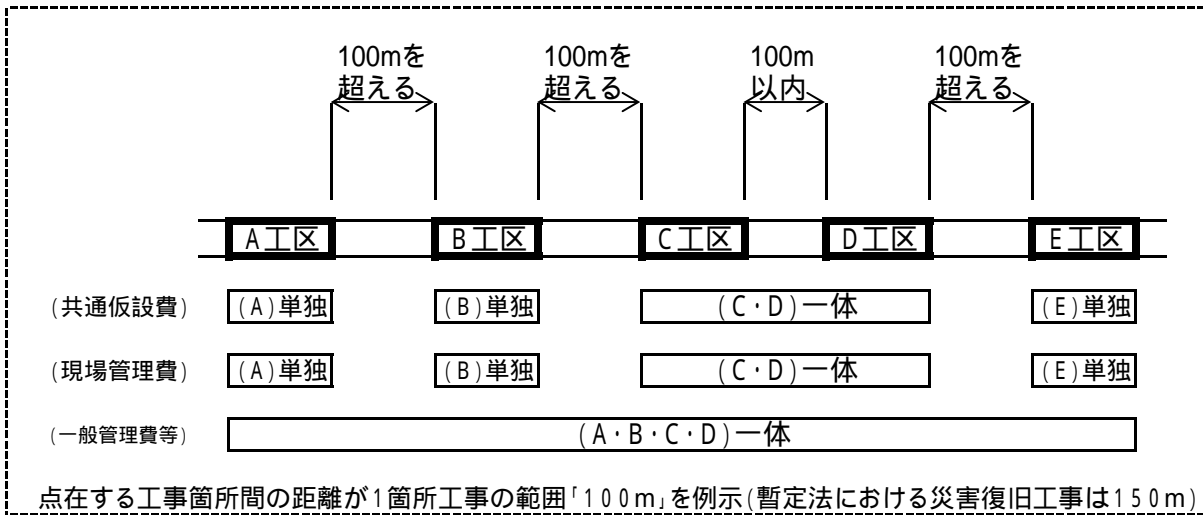 100mを 100mを 100m 100mを
超える 超える 以内 超える
A工区 B工区 C工区 D工区 E工区
(共通仮設費) (A)単独 (B)単独 (C・D)一体 (E)単独
(現場管理費) (A)単独 (B)単独 (C・D)一体 (E)単独
(一般管理費等) (A・B・C・D)一体
点在する工事箇所間の距離が1箇所工事の範囲｢100m｣を例示(暫定法における災害復旧工事は150m)